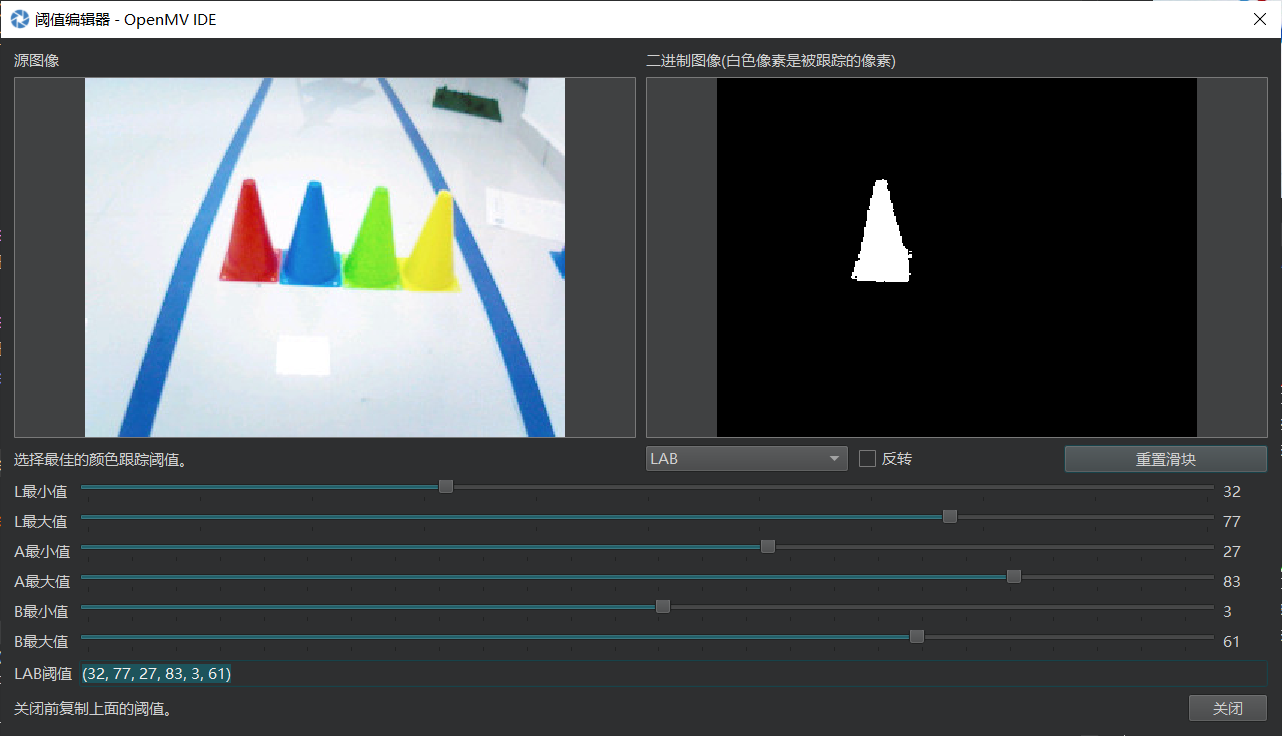 阈值编辑器 - OpenMV IDE
源图像
二进制图像(白色像素是被跟踪的像素)
选择最佳的颜色跟踪阈值。
LAB
反转
重置滑块
L最小值 32
L最大值 77
A最小值 27
A最大值 83
B最小值 3
B最大值 61
LAB阈值 (32, 77, 27, 83, 3, 61)
关闭前复制上面的阈值。
关闭